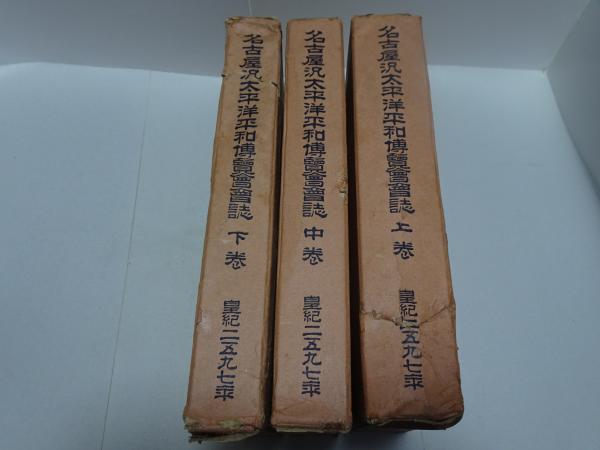 名古屋汎太平洋平和博覽會會誌 上卷 皇紀二五九七年
名古屋汎太平洋平和博覽會會誌 中卷 皇紀二五九七年
名古屋汎太平洋平和博覽會會誌 下卷 皇紀二五九七年